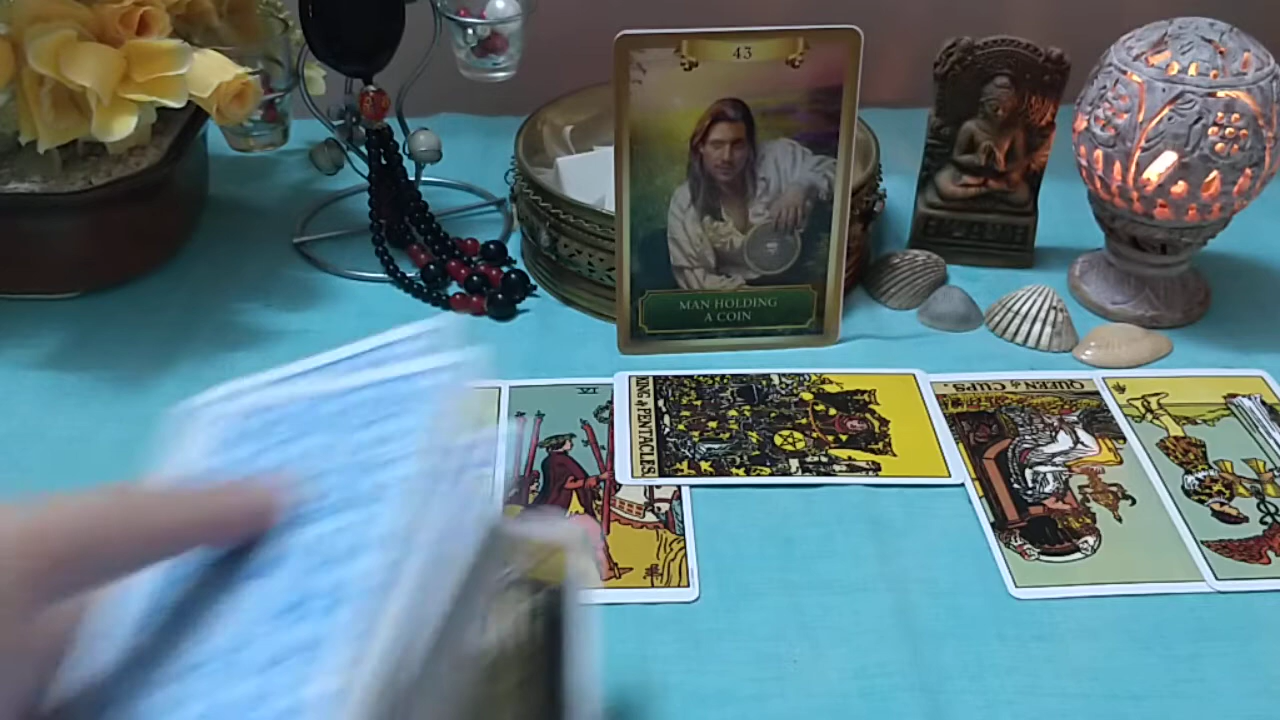 43
MAN HOLDING
A COIN
KING of PENTACLES.
QUEEN of CUPS.